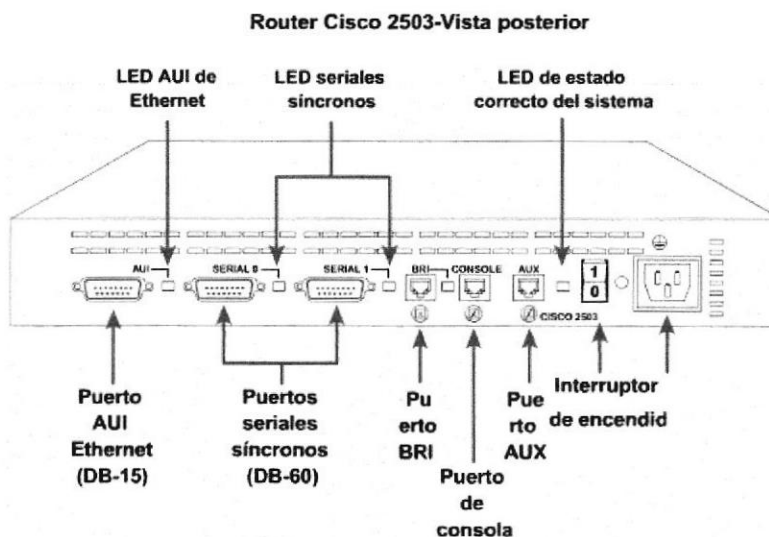 Router Cisco 2503-Vista posterior
LED AUI de
Ethernet
LED seriales
síncronos
LED de estado
correcto del sistema
AUI
SERIAL 0
SERIAL 1
BRI
CONSOLE
AUX
1
0
CISCO 2503
Puerto
AUI
Ethernet
(DB-15)
Puertos
seriales
síncronos
(DB-60)
Pu
erto
BRI
Puerto
de
consola
Pue
rto
AUX
Interruptor
de encendid